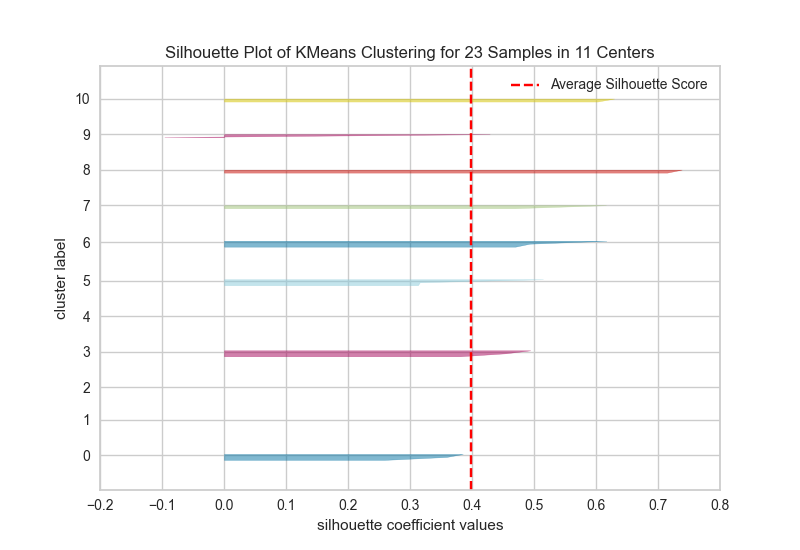 Silhouette Plot of KMeans Clustering for 23 Samples in 11 Centers
Average Silhouette Score
10
9
8
7
6
5
4
3
2
1
0
cluster label
−0.2 −0.1 0.0 0.1 0.2 0.3 0.4 0.5 0.6 0.7 0.8
silhouette coefficient values